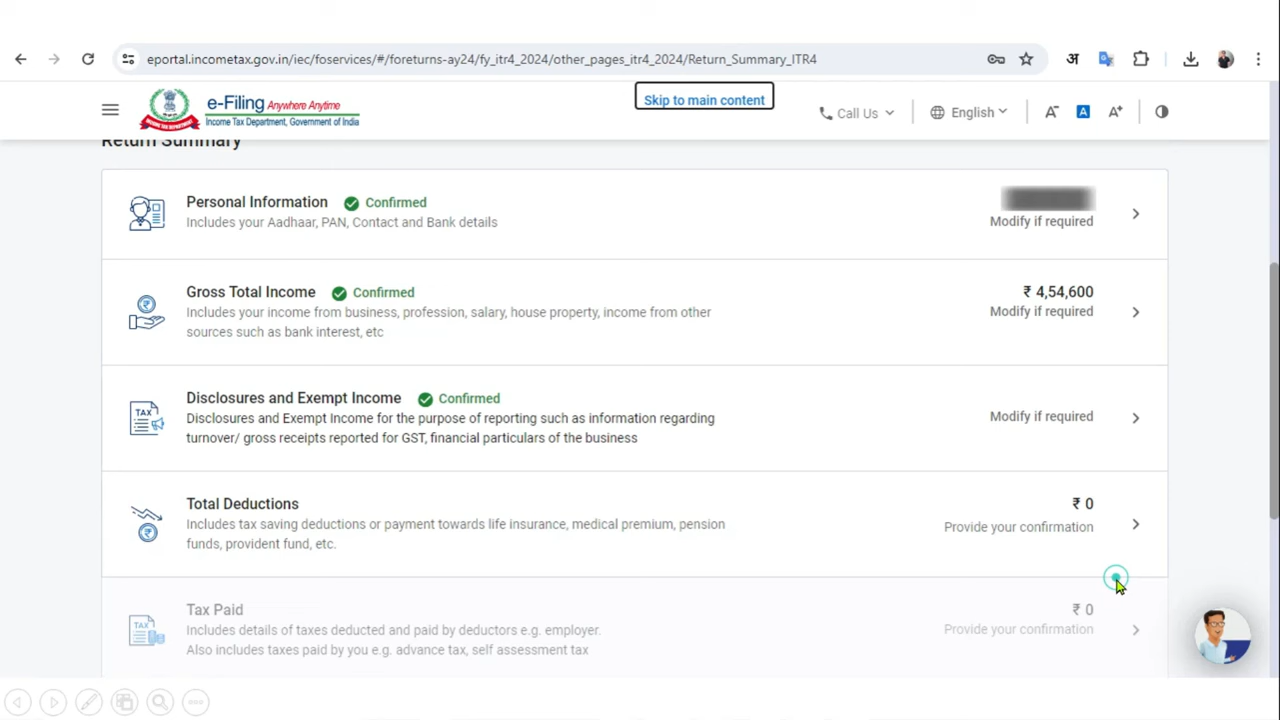 eportal.incometax.gov.in/iec/foservices/#/foreturns-ay24/fy_itr4_2024/other_pages_itr4_2024/Return_Summary_ITR4
अ
e-Filing Anywhere Anytime
Income Tax Department, Government of India
Skip to main content
Call Us
English
A-
A
A+
Return Summary
Personal Information
Confirmed
Includes your Aadhaar, PAN, Contact and Bank details
Modify if required
Gross Total Income
Confirmed
₹ 4,54,600
Includes your income from business, profession, salary, house property, income from other
sources such as bank interest, etc
Modify if required
Disclosures and Exempt Income
Confirmed
Disclosures and Exempt Income for the purpose of reporting such as information regarding
turnover/ gross receipts reported for GST, financial particulars of the business
Modify if required
TAX
Total Deductions
₹ 0
Includes tax saving deductions or payment towards life insurance, medical premium, pension
funds, provident fund, etc.
Provide your confirmation
Tax Paid
₹ 0
Includes details of taxes deducted and paid by deductors e.g. employer.
Also includes taxes paid by you e.g. advance tax, self assessment tax
Provide your confirmation
TAX